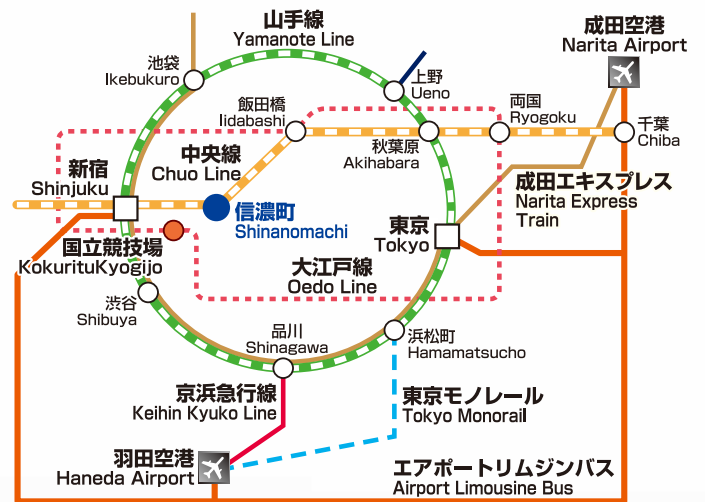 山手線
Yamanote Line
成田空港
Narita Airport
池袋
Ikebukuro
上野
Ueno
飯田橋
Iidabashi
両国
Ryogoku
千葉
Chiba
秋葉原
Akihabara
中央線
Chuo Line
新宿
Shinjuku
信濃町
Shinanomachi
成田エキスプレス
Narita Express
Train
東京
Tokyo
国立競技場
KokurituKyogijo
大江戸線
Oedo Line
渋谷
Shibuya
品川
Shinagawa
浜松町
Hamamatsucho
京浜急行線
Keihin Kyuko Line
東京モノレール
Tokyo Monorail
羽田空港
Haneda Airport
エアポートリムジンバス
Airport Limousine Bus